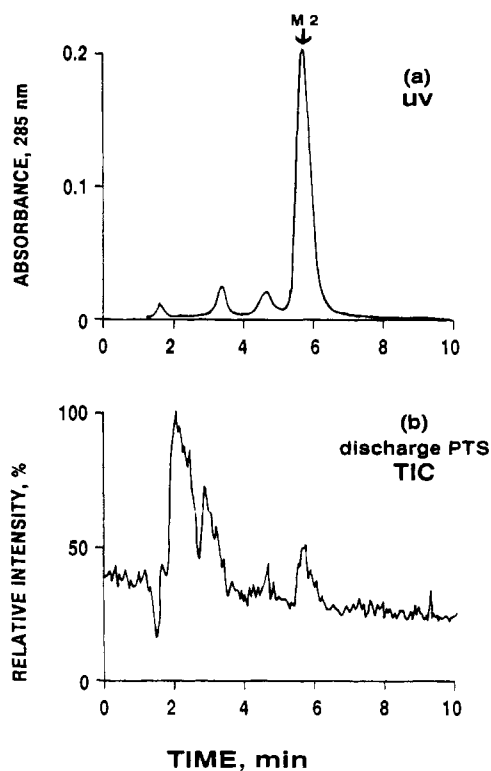 M 2
(a)
uv
0.2
0.1
0
ABSORBANCE, 285 nm
0 2 4 6 8 10
(b)
discharge PTS
TIC
100
50
0
RELATIVE INTENSITY, %
0 2 4 6 8 10
TIME, min